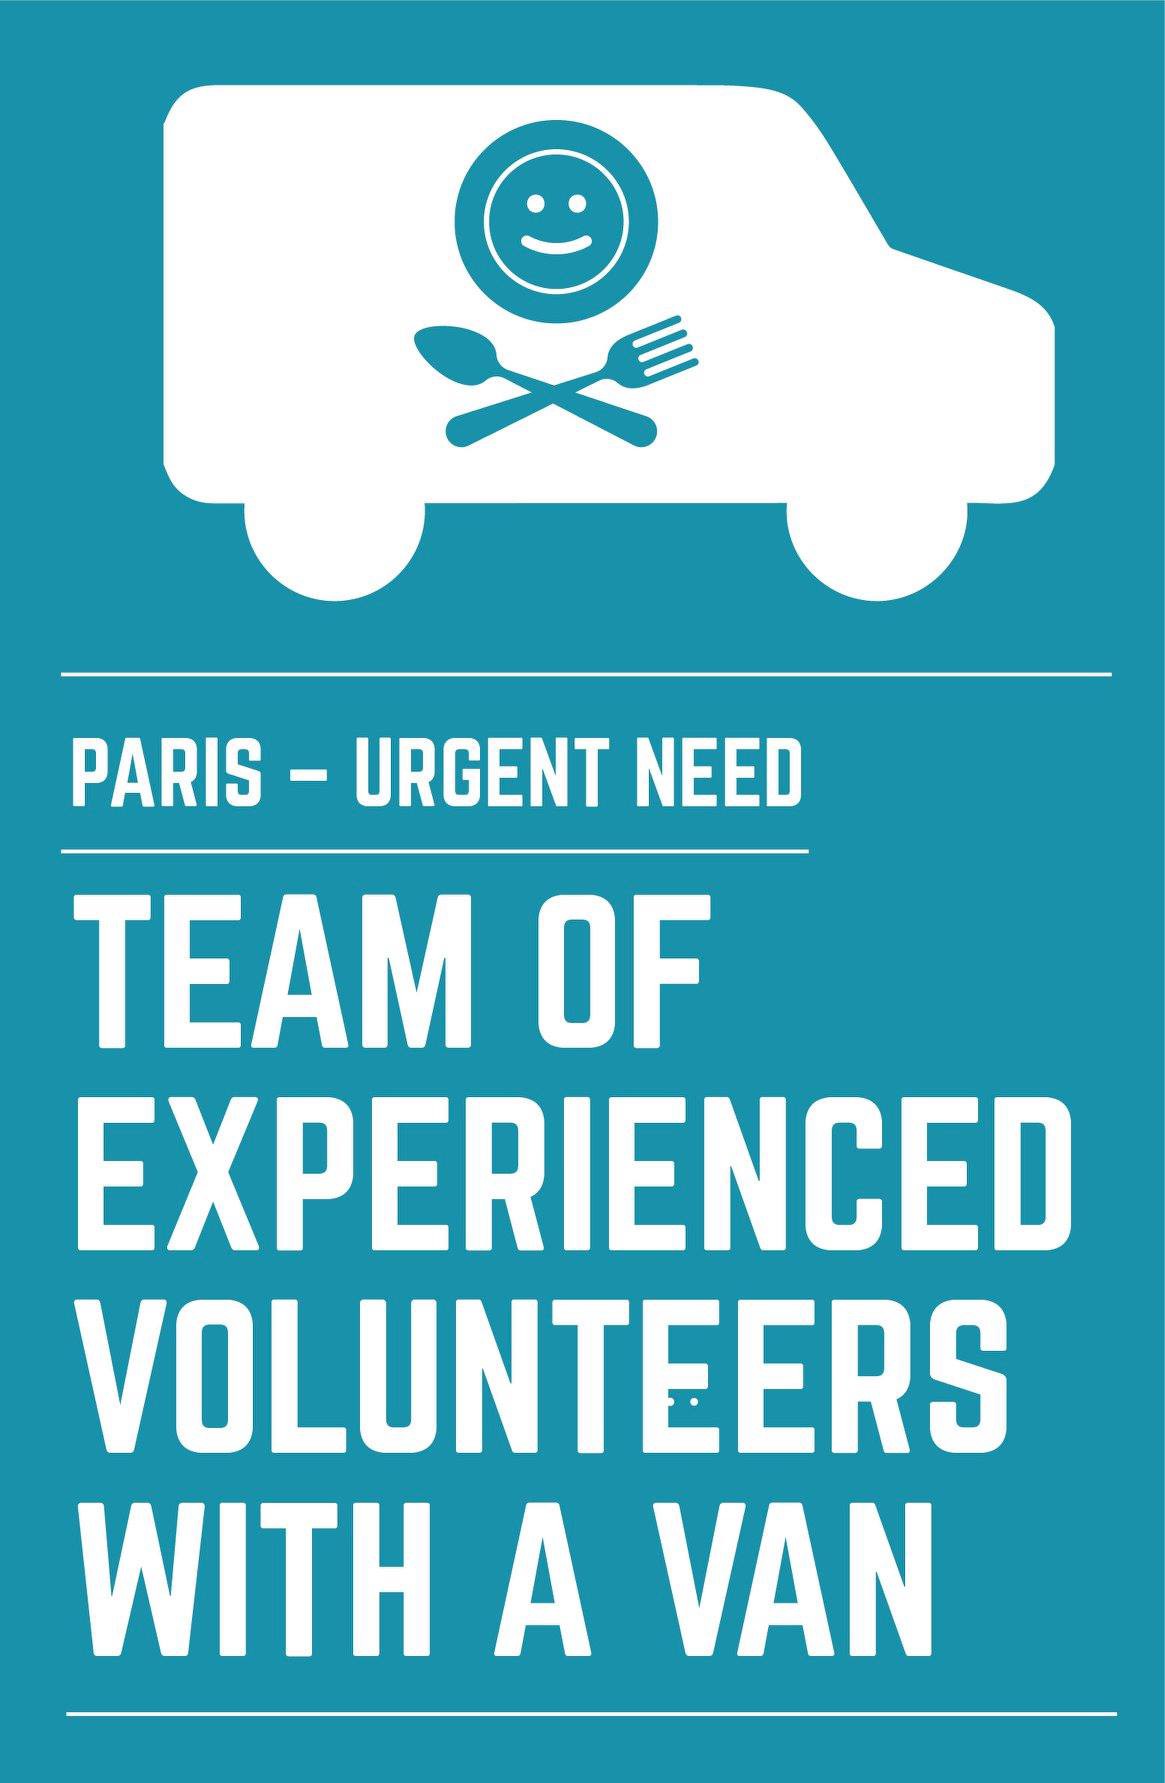 PARIS – URGENT NEED
TEAM OF
EXPERIENCED
VOLUNTEERS
WITH A VAN